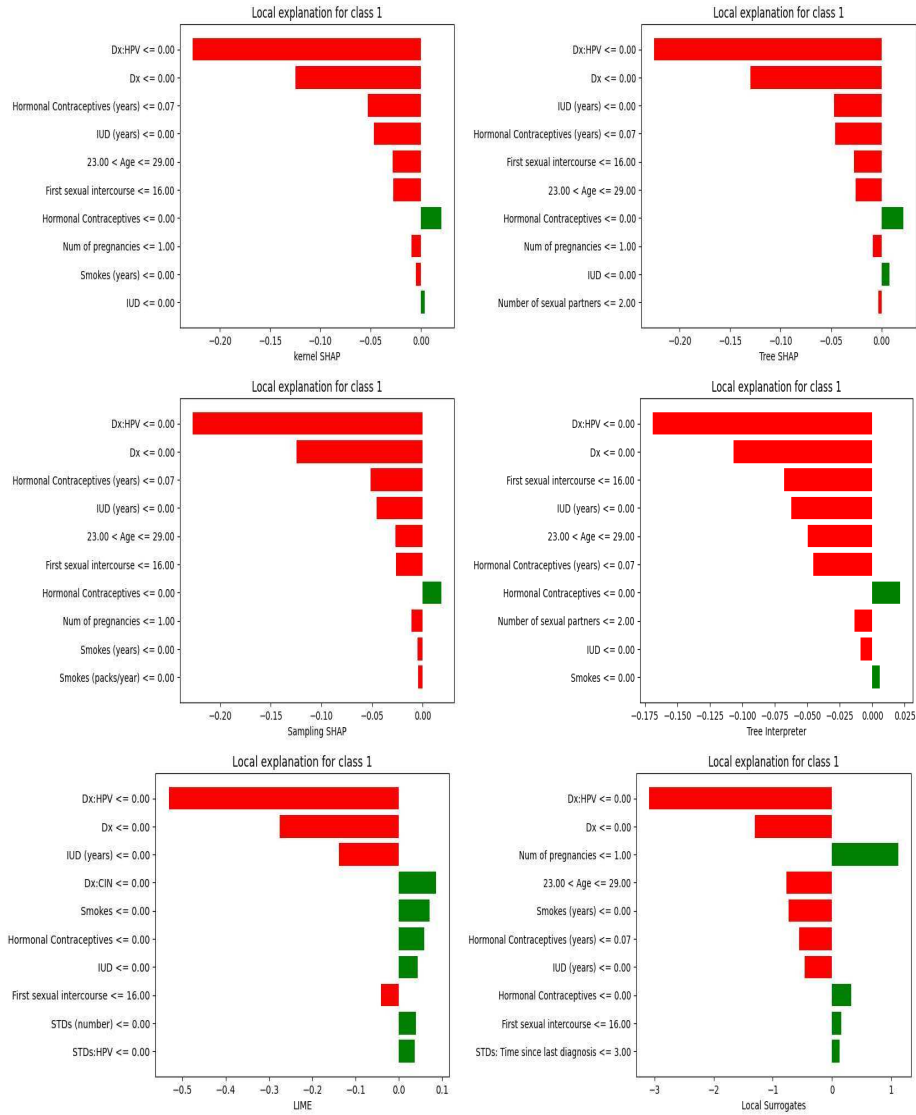 Local explanation for class 1
Dx:HPV <= 0.00
Dx <= 0.00
Hormonal Contraceptives (years) <= 0.07
IUD (years) <= 0.00
23.00 < Age <= 29.00
First sexual intercourse <= 16.00
Hormonal Contraceptives <= 0.00
Num of pregnancies <= 1.00
Smokes (years) <= 0.00
IUD <= 0.00
−0.20 −0.15 −0.10 −0.05 0.00
kernel SHAP
Local explanation for class 1
Dx:HPV <= 0.00
Dx <= 0.00
IUD (years) <= 0.00
Hormonal Contraceptives (years) <= 0.07
First sexual intercourse <= 16.00
23.00 < Age <= 29.00
Hormonal Contraceptives <= 0.00
Num of pregnancies <= 1.00
IUD <= 0.00
Number of sexual partners <= 2.00
−0.20 −0.15 −0.10 −0.05 0.00
Tree SHAP
Local explanation for class 1
Dx:HPV <= 0.00
Dx <= 0.00
Hormonal Contraceptives (years) <= 0.07
IUD (years) <= 0.00
23.00 < Age <= 29.00
First sexual intercourse <= 16.00
Hormonal Contraceptives <= 0.00
Num of pregnancies <= 1.00
Smokes (years) <= 0.00
Smokes (packs/year) <= 0.00
−0.20 −0.15 −0.10 −0.05 0.00
Sampling SHAP
Local explanation for class 1
Dx:HPV <= 0.00
Dx <= 0.00
First sexual intercourse <= 16.00
IUD (years) <= 0.00
23.00 < Age <= 29.00
Hormonal Contraceptives (years) <= 0.07
Hormonal Contraceptives <= 0.00
Number of sexual partners <= 2.00
IUD <= 0.00
Smokes <= 0.00
−0.175 −0.150 −0.125 −0.100 −0.075 −0.050 −0.025 0.000 0.025
Tree Interpreter
Local explanation for class 1
Dx:HPV <= 0.00
Dx <= 0.00
IUD (years) <= 0.00
Dx:CIN <= 0.00
Smokes <= 0.00
Hormonal Contraceptives <= 0.00
IUD <= 0.00
First sexual intercourse <= 16.00
STDs (number) <= 0.00
STDs:HPV <= 0.00
−0.5 −0.4 −0.3 −0.2 −0.1 0.0 0.1
LIME
Local explanation for class 1
Dx:HPV <= 0.00
Dx <= 0.00
Num of pregnancies <= 1.00
23.00 < Age <= 29.00
Smokes (years) <= 0.00
Hormonal Contraceptives (years) <= 0.07
IUD (years) <= 0.00
Hormonal Contraceptives <= 0.00
First sexual intercourse <= 16.00
STDs: Time since last diagnosis <= 3.00
−3 −2 −1 0 1
Local Surrogates